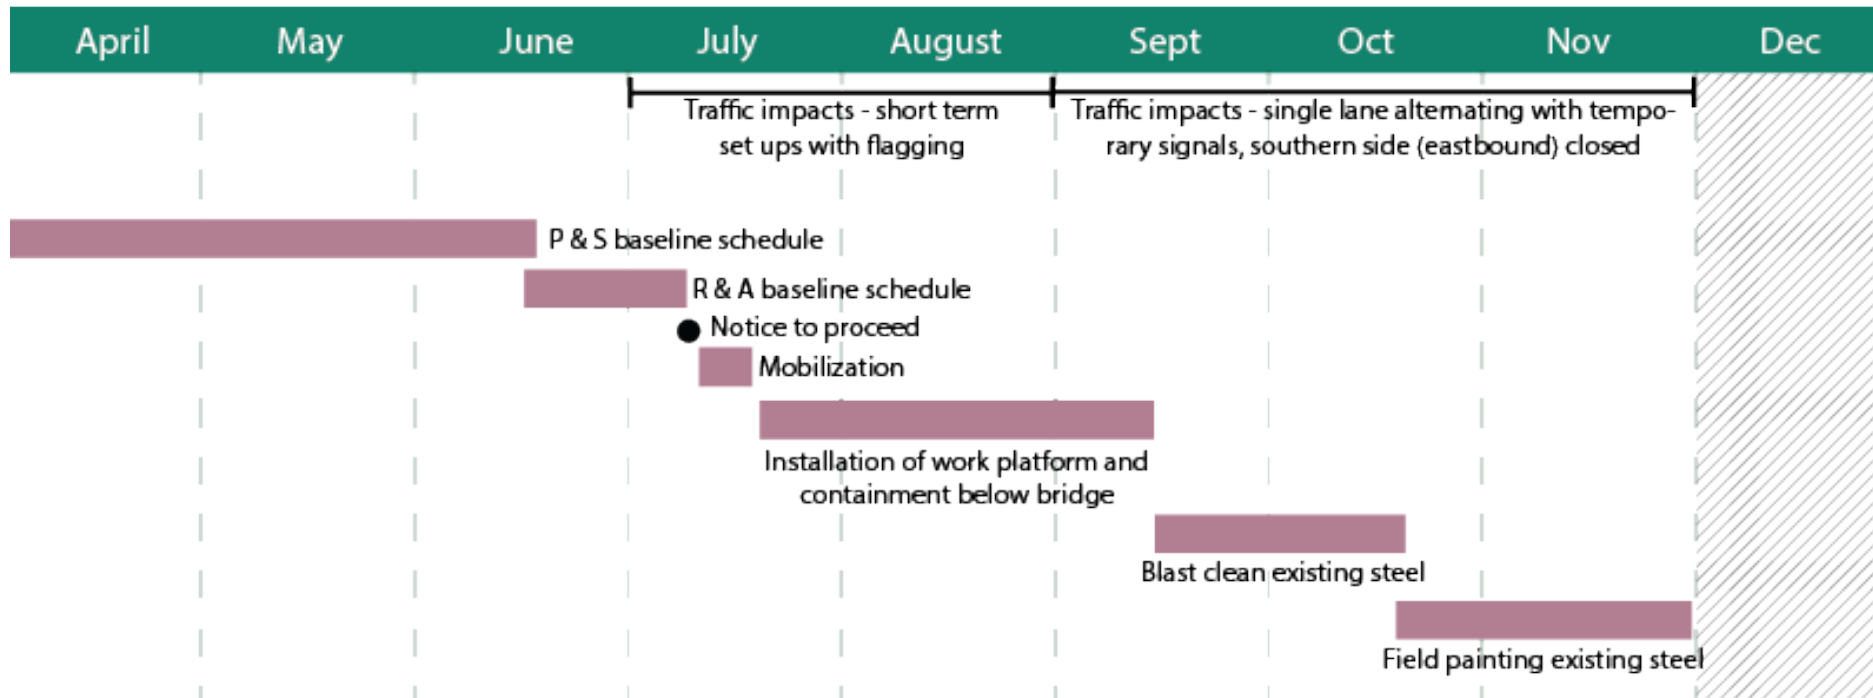 April May June July August Sept Oct Nov Dec
Traffic impacts - short term
set ups with flagging
Traffic impacts - single lane alternating with tempo-
rary signals, southern side (eastbound) closed
P & S baseline schedule
R & A baseline schedule
Notice to proceed
Mobilization
Installation of work platform and
containment below bridge
Blast clean existing steel
Field painting existing steel